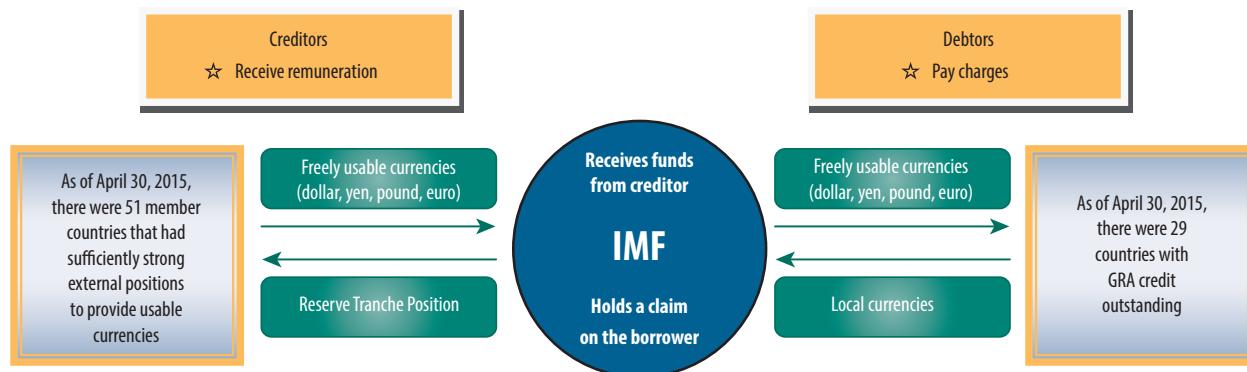 Creditors
☆ Receive remuneration
Debtors
☆ Pay charges
As of April 30, 2015,
there were 51 member
countries that had
sufficiently strong
external positions
to provide usable
currencies
Freely usable currencies
(dollar, yen, pound, euro)
Reserve Tranche Position
Receives funds
from creditor
IMF
Holds a claim
on the borrower
Freely usable currencies
(dollar, yen, pound, euro)
Local currencies
As of April 30, 2015,
there were 29
countries with
GRA credit
outstanding